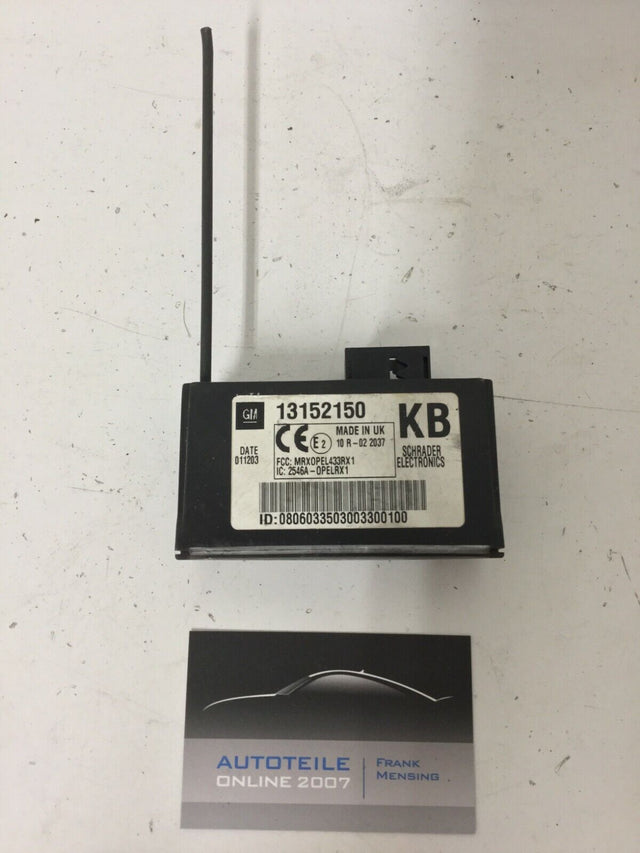 GM 13152150 KB
MADE IN UK
CE E2 10 R-02 2037
DATE
011203
FCC: MRXOPEL433RX1
IC: 2546A-OPELRX1
SCHRADER
ELECTRONICS
ID:0806033503003300100
AUTOTEILE
ONLINE 2007
FRANK
MENSING